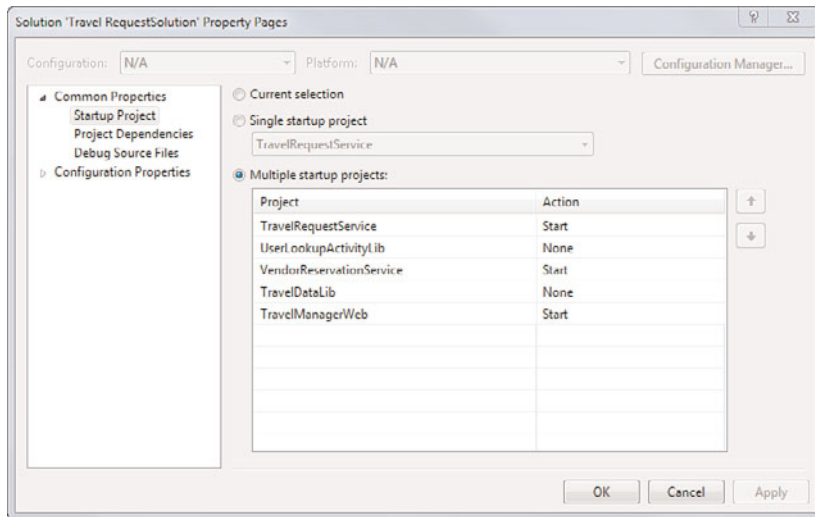 Solution 'Travel RequestSolution' Property Pages
Configuration: N/A Platform: N/A Configuration Manager...
Common Properties
Startup Project
Project Dependencies
Debug Source Files
Configuration Properties
Current selection
Single startup project
TravelRequestService
Multiple startup projects:
Project Action
TravelRequestService Start
UserLookupActivityLib None
VendorReservationService Start
TravelDataLib None
TravelManagerWeb Start
OK Cancel Apply